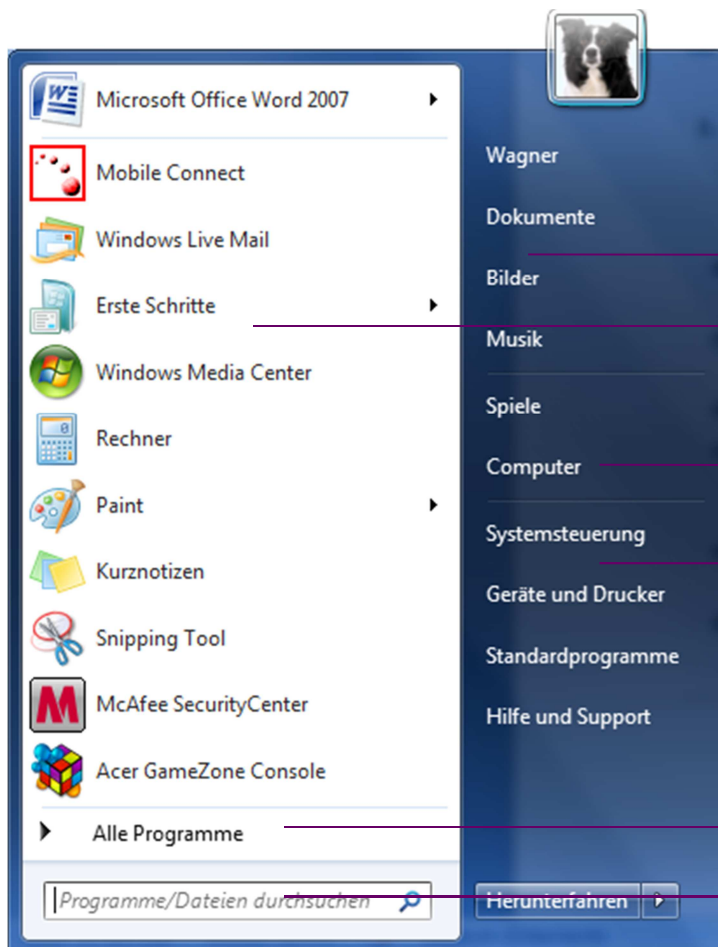 Microsoft Office Word 2007
Mobile Connect
Windows Live Mail
Erste Schritte
Windows Media Center
Rechner
Paint
Kurznotizen
Snipping Tool
McAfee SecurityCenter
Acer GameZone Console
Alle Programme
Programme/Dateien durchsuchen
Wagner
Dokumente
Bilder
Musik
Spiele
Computer
Systemsteuerung
Geräte und Drucker
Standardprogramme
Hilfe und Support
Herunterfahren